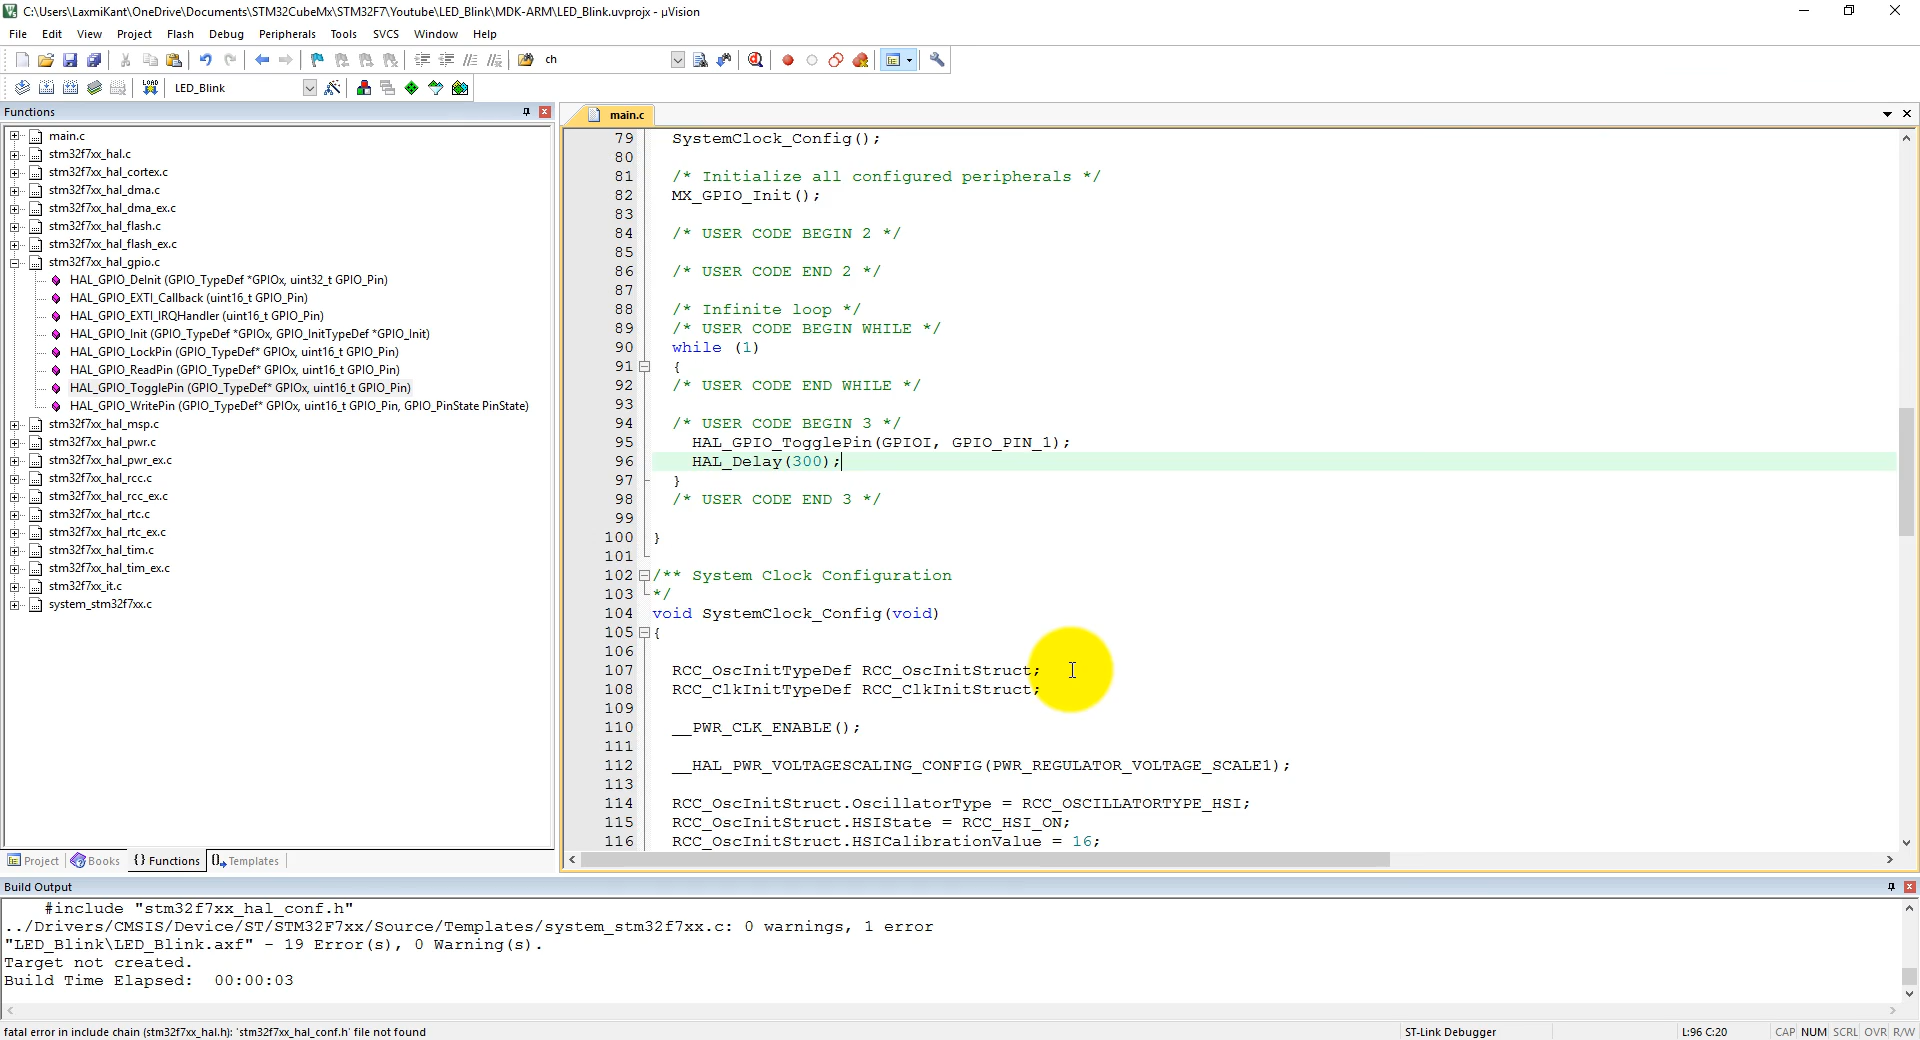 C:\Users\LaxmiKant\OneDrive\Documents\STM32CubeMx\STM32F7\Youtube\LED_Blink\MDK-ARM\LED_Blink.uvprojx - µVision
File Edit View Project Flash Debug Peripherals Tools SVCS Window Help
ch
LOAD LED_Blink
Functions
main.c
stm32f7xx_hal.c
stm32f7xx_hal_cortex.c
stm32f7xx_hal_dma.c
stm32f7xx_hal_dma_ex.c
stm32f7xx_hal_flash.c
stm32f7xx_hal_flash_ex.c
stm32f7xx_hal_gpio.c
HAL_GPIO_DeInit (GPIO_TypeDef *GPIOx, uint32_t GPIO_Pin)
HAL_GPIO_EXTI_Callback (uint16_t GPIO_Pin)
HAL_GPIO_EXTI_IRQHandler (uint16_t GPIO_Pin)
HAL_GPIO_Init (GPIO_TypeDef *GPIOx, GPIO_InitTypeDef *GPIO_Init)
HAL_GPIO_LockPin (GPIO_TypeDef* GPIOx, uint16_t GPIO_Pin)
HAL_GPIO_ReadPin (GPIO_TypeDef* GPIOx, uint16_t GPIO_Pin)
HAL_GPIO_TogglePin (GPIO_TypeDef* GPIOx, uint16_t GPIO_Pin)
HAL_GPIO_WritePin (GPIO_TypeDef* GPIOx, uint16_t GPIO_Pin, GPIO_PinState PinState)
stm32f7xx_hal_msp.c
stm32f7xx_hal_pwr.c
stm32f7xx_hal_pwr_ex.c
stm32f7xx_hal_rcc.c
stm32f7xx_hal_rcc_ex.c
stm32f7xx_hal_rtc.c
stm32f7xx_hal_rtc_ex.c
stm32f7xx_hal_tim.c
stm32f7xx_hal_tim_ex.c
stm32f7xx_it.c
system_stm32f7xx.c
Project Books {} Functions Templates
main.c
79 SystemClock_Config();
80
81 /* Initialize all configured peripherals */
82 MX_GPIO_Init();
83
84 /* USER CODE BEGIN 2 */
85
86 /* USER CODE END 2 */
87
88 /* Infinite loop */
89 /* USER CODE BEGIN WHILE */
90 while (1)
91 {
92 /* USER CODE END WHILE */
93
94 /* USER CODE BEGIN 3 */
95 HAL_GPIO_TogglePin(GPIOI, GPIO_PIN_1);
96 HAL_Delay(300);
97 }
98 /* USER CODE END 3 */
99
100 }
101
102 /** System Clock Configuration
103 */
104 void SystemClock_Config(void)
105 {
106
107 RCC_OscInitTypeDef RCC_OscInitStruct;
108 RCC_ClkInitTypeDef RCC_ClkInitStruct;
109
110 __PWR_CLK_ENABLE();
111
112 __HAL_PWR_VOLTAGESCALING_CONFIG(PWR_REGULATOR_VOLTAGE_SCALE1);
113
114 RCC_OscInitStruct.OscillatorType = RCC_OSCILLATORTYPE_HSI;
115 RCC_OscInitStruct.HSIState = RCC_HSI_ON;
116 RCC_OscInitStruct.HSICalibrationValue = 16;
Build Output
#include "stm32f7xx_hal_conf.h"
../Drivers/CMSIS/Device/ST/STM32F7xx/Source/Templates/system_stm32f7xx.c: 0 warnings, 1 error
"LED_Blink\LED_Blink.axf" - 19 Error(s), 0 Warning(s).
Target not created.
Build Time Elapsed: 00:00:03
fatal error in include chain (stm32f7xx_hal.h): 'stm32f7xx_hal_conf.h' file not found ST-Link Debugger L:96 C:20 CAP NUM SCRL OVR R/W